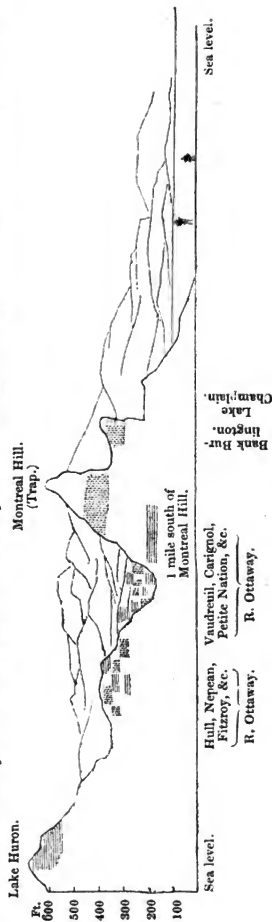 Lake Huron.
Montreal Hill.
(Trap.)
Ft.
600
500
400
300
200
100
1 mile south of
Montreal Hill.
Sea level.
Sea level.
Hull, Nepean,
Fitzroy, &c.
R. Ottaway.
Vaudreuil, Carignol,
Petite Nation, &c.
R. Ottaway.
Bank Bur-
lington.
Lake
Champlain.